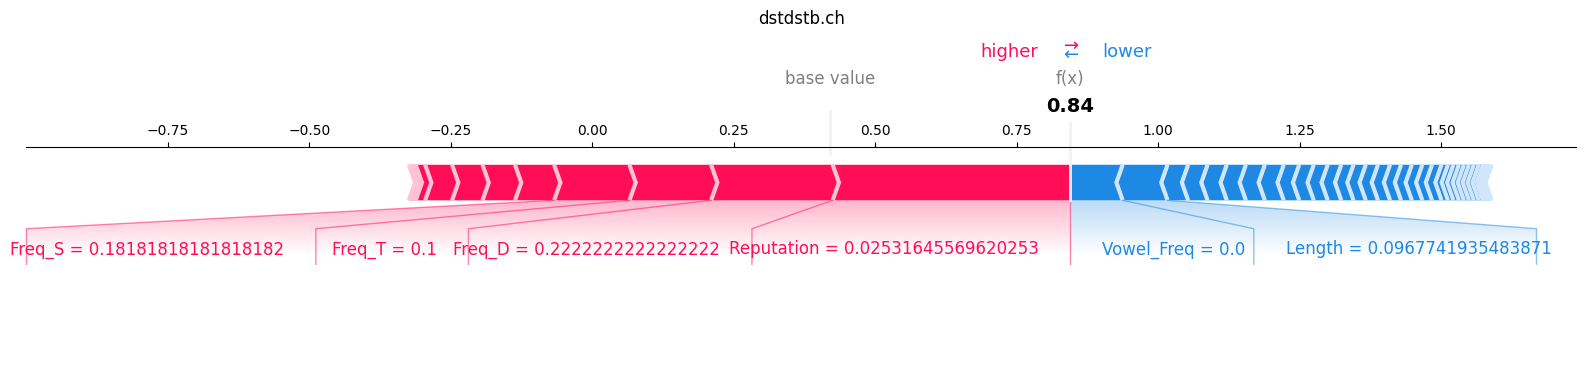 dstdstb.ch
higher → ← lower
base value f(x)
0.84
−0.75 −0.50 −0.25 0.00 0.25 0.50 0.75 1.00 1.25 1.50
Freq_S = 0.18181818181818182 Freq_T = 0.1 Freq_D = 0.2222222222222222 Reputation = 0.02531645569620253 Vowel_Freq = 0.0 Length = 0.0967741935483871